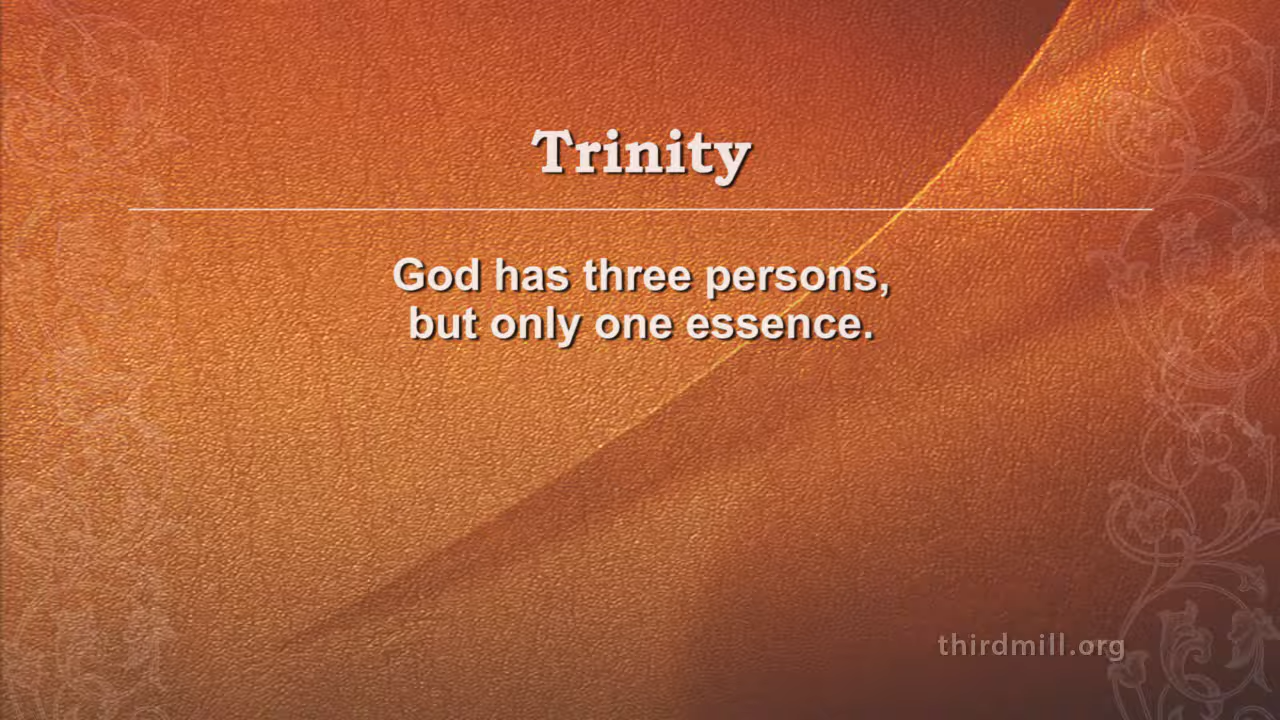 Trinity
God has three persons,
but only one essence.
thirdmill.org